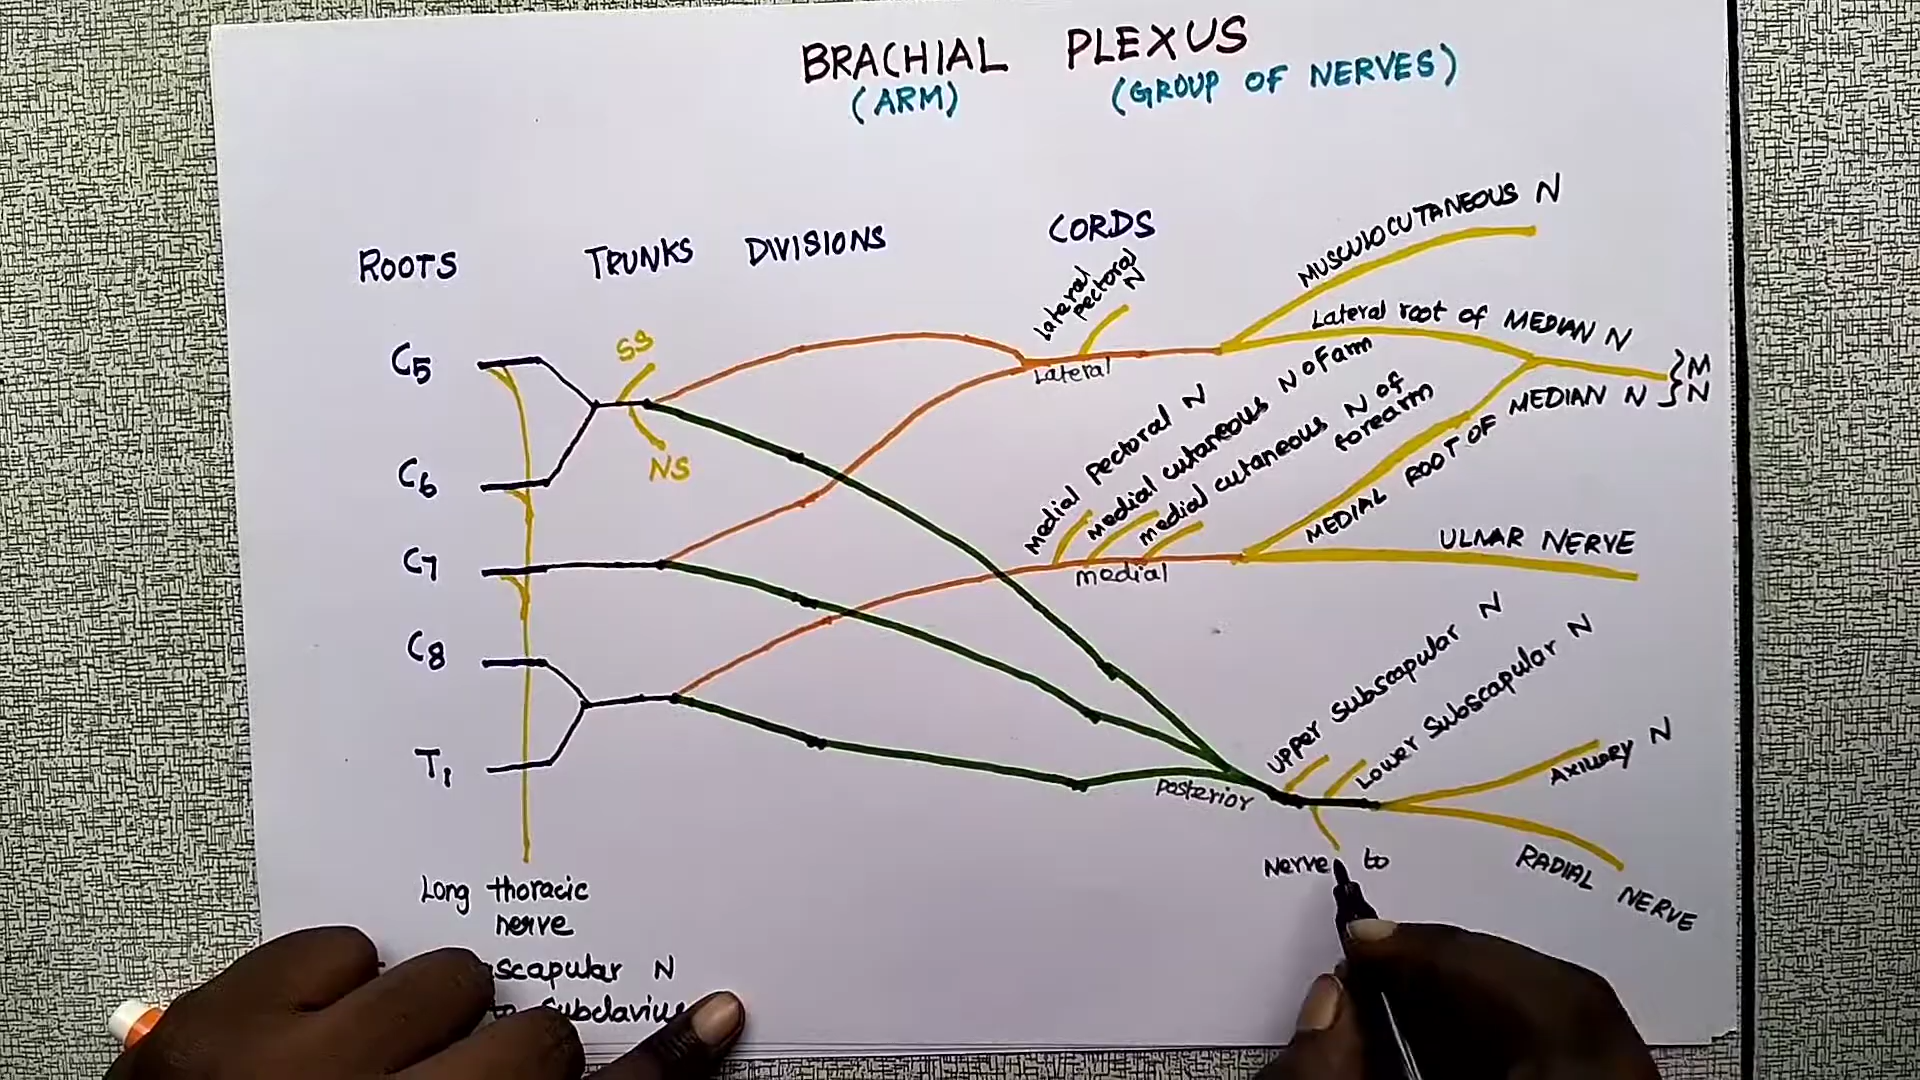 BRACHIAL PLEXUS
(ARM) (GROUP OF NERVES)
ROOTS TRUNKS DIVISIONS CORDS
C5
C6
C7
C8
T1
SS
NS
Lateral
pectoral
N
Lateral
MUSCULOCUTANEOUS N
Lateral root of MEDIAN N
MEDIAL ROOT OF MEDIAN N
M
N
Medial pectoral N
Medial cutaneous N of arm
medial cutaneous N of
forearm
medial
ULNAR NERVE
Upper subscapular N
Lower subscapular N
Posterior
AXILLARY N
RADIAL NERVE
Nerve to
Long thoracic
nerve
scapular N
to subclavius